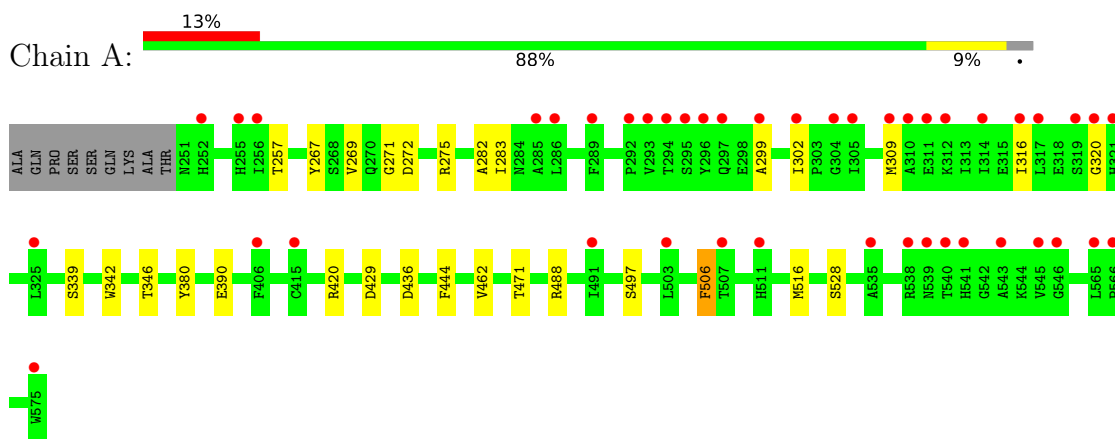 13%
Chain A:
88% 9% •
ALA GLN PRO SER SER GLN LYS ALA THR N251 H252 H255 I256 T257 Y267 S268 V269 Q270 G271 D272 R275 A282 I283 N284 A285 L286 F289 P292 V293 T294 S295 Y296 Q297 E298 A299 I302 P303 G304 I305 M309 A310 E311 K312 I313 I314 E315 I316 L317 E318 S319 G320 H321
L325 S339 W342 T346 Y380 E390 F406 C415 R420 D429 D436 F444 V462 T471 R488 I491 S497 L503 F506 T507 H511 M516 S528 A535 R538 N539 T540 H541 G542 A543 K544 V545 G546 L565
W575